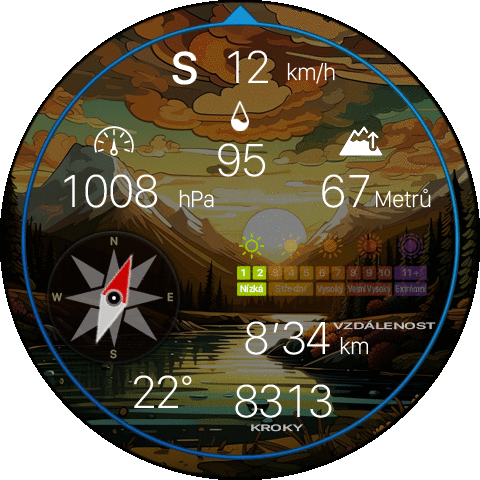 S 12 km/h
95
1008 hPa
67 Metrů
1 2 3 4 5 6 7 8 9 10 11+
Nízká Střední Vysoký Velmi Vysoký Extrémní
N
W E
S
8'34 VZDÁLENOST
km
22°
8313
KROKY